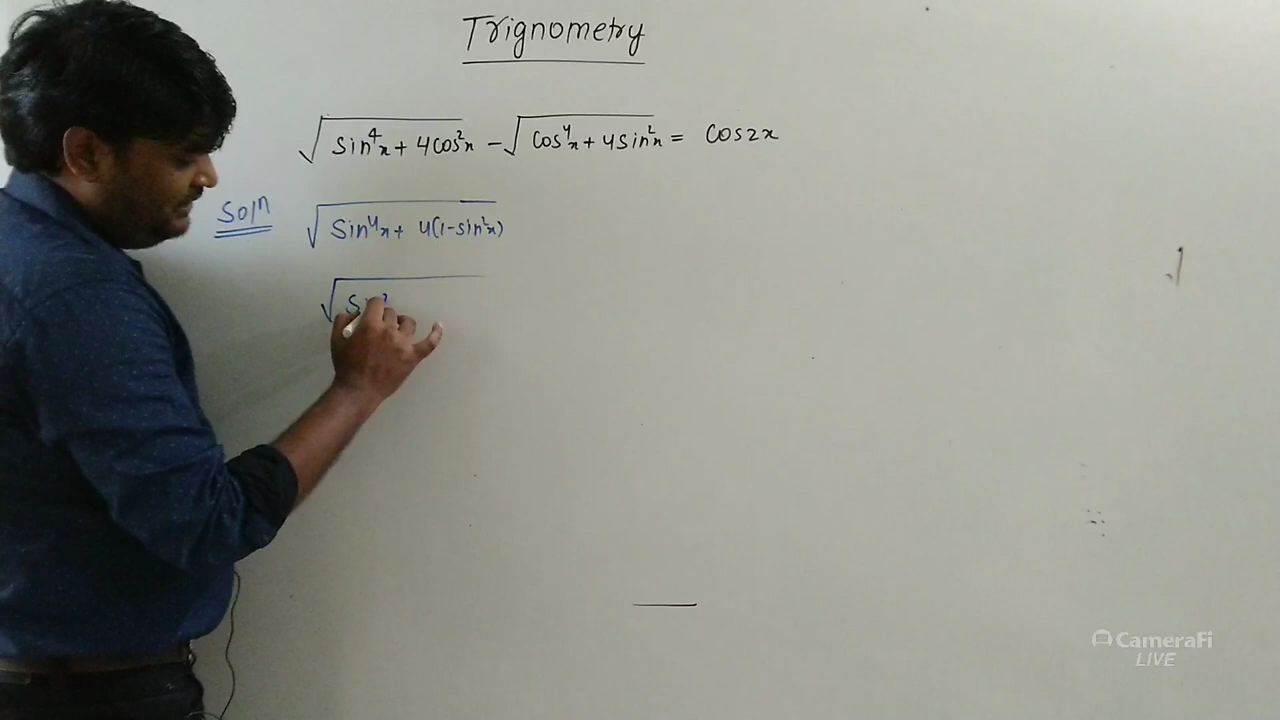 Trignometry
√(sin⁴x + 4cos²x) - √(cos⁴x + 4sin²x) = cos2x
Solⁿ √(sin⁴x + 4(1-sin²x))
CameraFi
LIVE